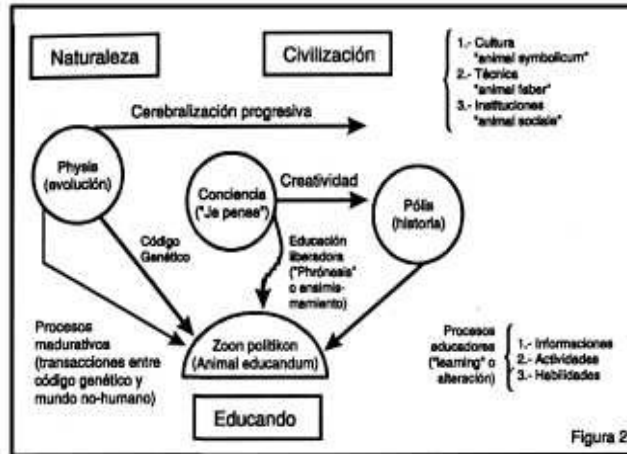 Naturaleza
Civilización
1.- Cultura
"animal symbolicum"
2.- Técnica
"animal faber"
3.- Instituciones
"animal sociale"
Cerebralización progresiva
Physis
(evolución)
Conciencia
("Je pense")
Creatividad
Pólis
(historia)
Código
Genético
Educación
liberadora
("Phrónesis"
o ensimis-
mamiento)
Procesos
madurativos
(transacciones entre
código genético y
mundo no-humano)
Zoon politikon
(Animal educandum)
Procesos
educadores
("learning" o
alteración)
1.- Informaciones
2.- Actividades
3.- Habilidades
Educando
Figura 2